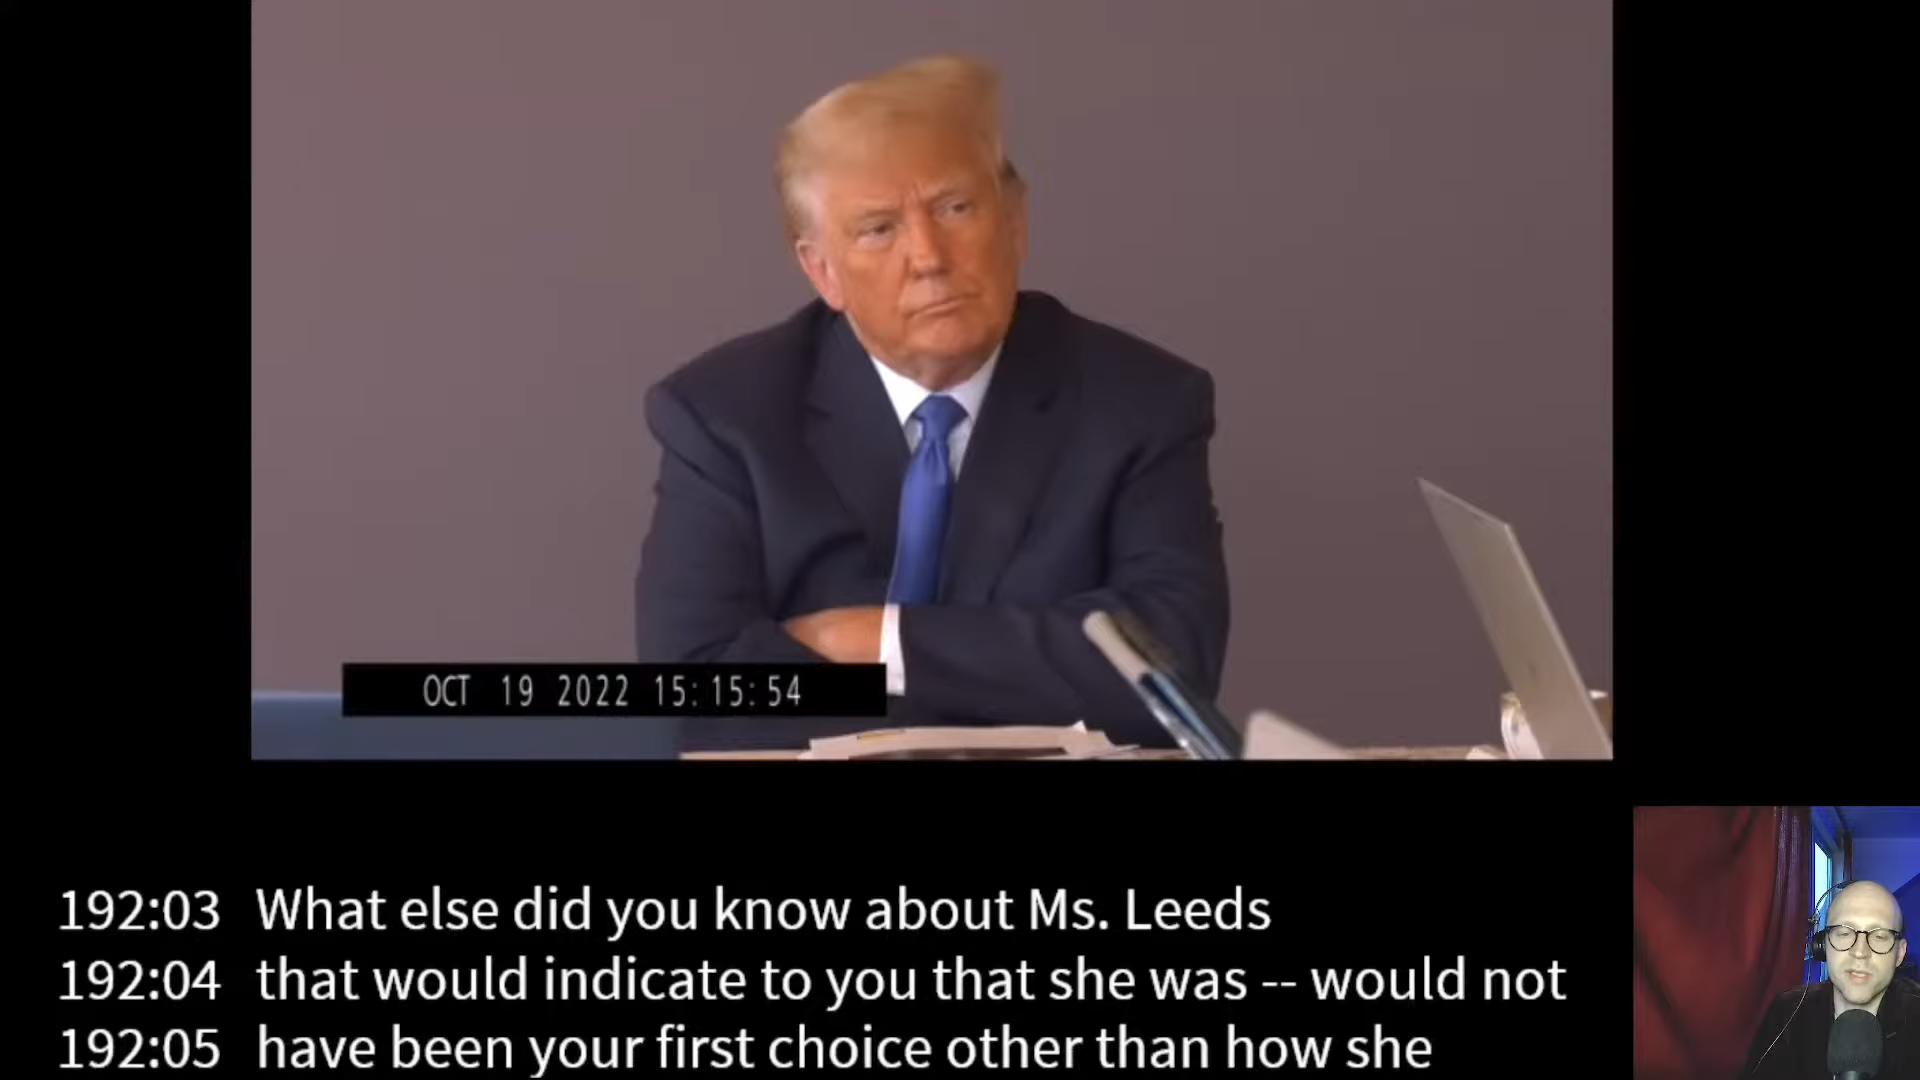 OCT 19 2022 15:15:54
192:03 What else did you know about Ms. Leeds
192:04 that would indicate to you that she was -- would not
192:05 have been your first choice other than how she